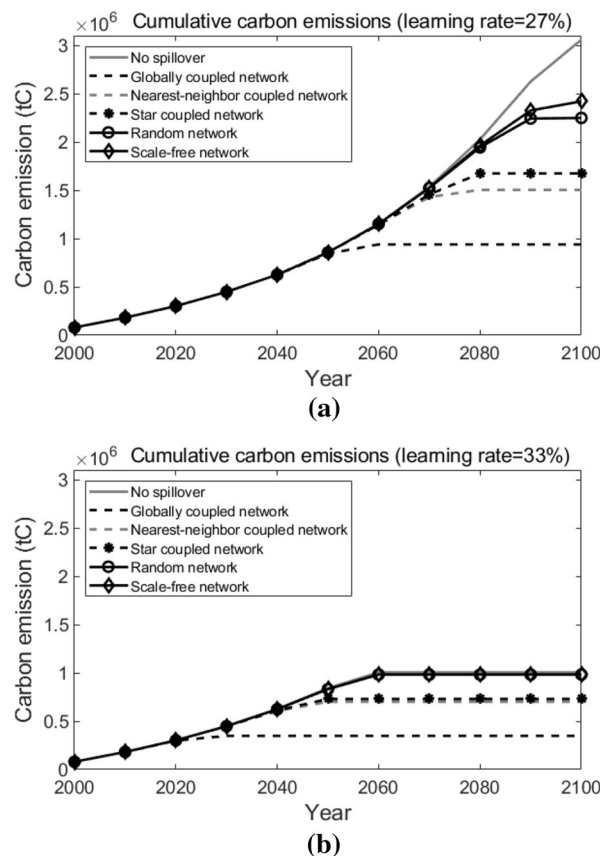 Cumulative carbon emissions (learning rate=27%)
×10⁶
3
2.5
2
1.5
1
0.5
0
Carbon emission (tC)
No spillover
Globally coupled network
Nearest-neighbor coupled network
Star coupled network
Random network
Scale-free network
2000 2020 2040 2060 2080 2100
Year
(a)
Cumulative carbon emissions (learning rate=33%)
×10⁶
3
2.5
2
1.5
1
0.5
0
Carbon emission (tC)
No spillover
Globally coupled network
Nearest-neighbor coupled network
Star coupled network
Random network
Scale-free network
2000 2020 2040 2060 2080 2100
Year
(b)